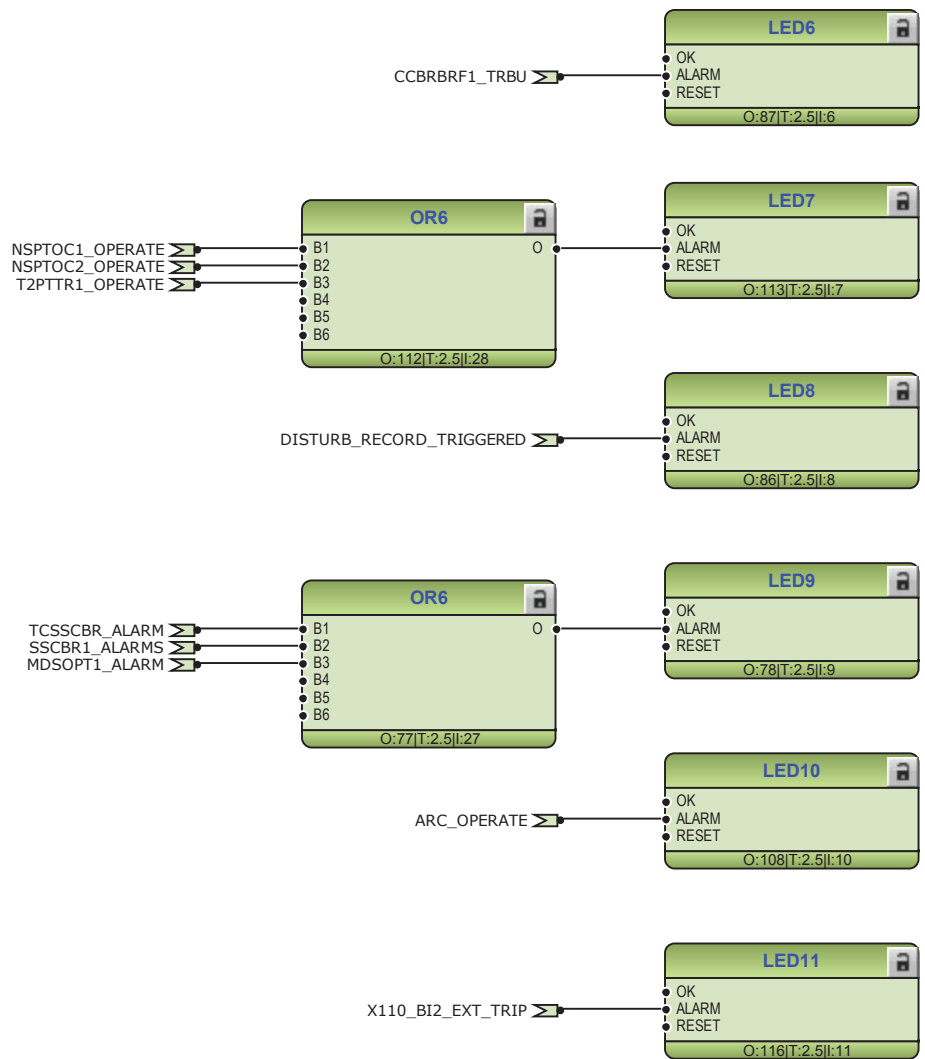 LED6
OK
CCBRBRF1_TRBU
ALARM
RESET
O:87|T:2.5|I:6
LED7
OR6
OK
NSPTOC1_OPERATE
B1
O
ALARM
NSPTOC2_OPERATE
B2
RESET
T2PTTR1_OPERATE
B3
O:113|T:2.5|I:7
B4
B5
B6
O:112|T:2.5|I:28
LED8
OK
DISTURB_RECORD_TRIGGERED
ALARM
RESET
O:86|T:2.5|I:8
LED9
OR6
OK
TCSSCBR_ALARM
B1
O
ALARM
SSCBR1_ALARMS
B2
RESET
MDSOPT1_ALARM
B3
O:78|T:2.5|I:9
B4
B5
B6
O:77|T:2.5|I:27
LED10
OK
ARC_OPERATE
ALARM
RESET
O:108|T:2.5|I:10
LED11
OK
X110_BI2_EXT_TRIP
ALARM
RESET
O:116|T:2.5|I:11